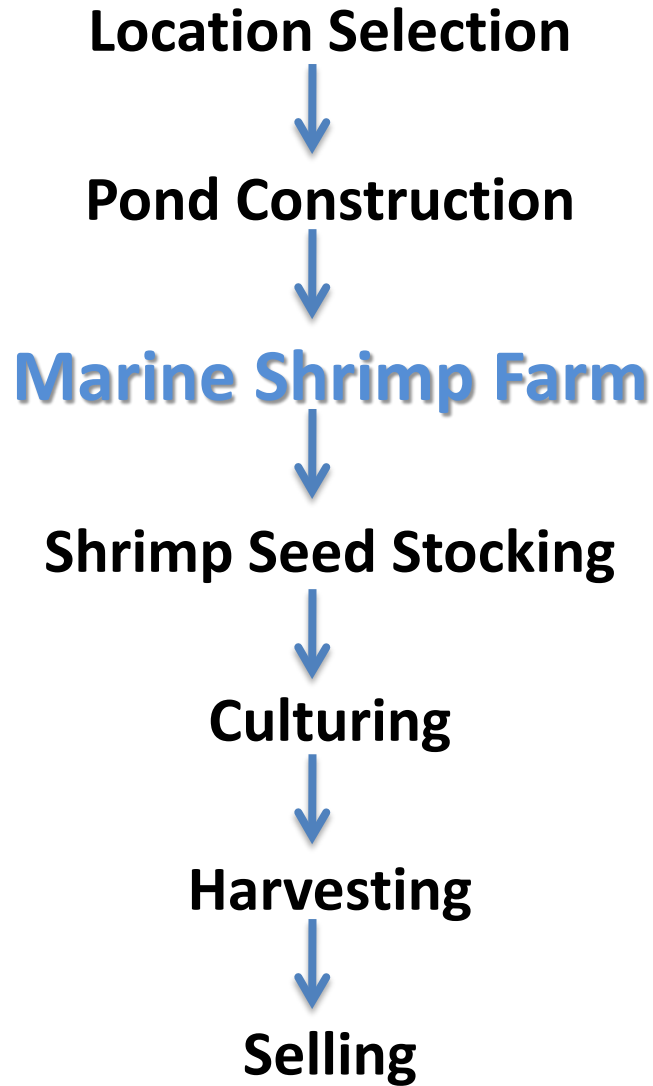 Location Selection
Pond Construction
Marine Shrimp Farm
Shrimp Seed Stocking
Culturing
Harvesting
Selling